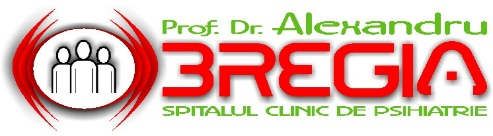 Prof. Dr. Alexandru
BREGIA
SPITALUL CLINIC DE PSIHIATRIE